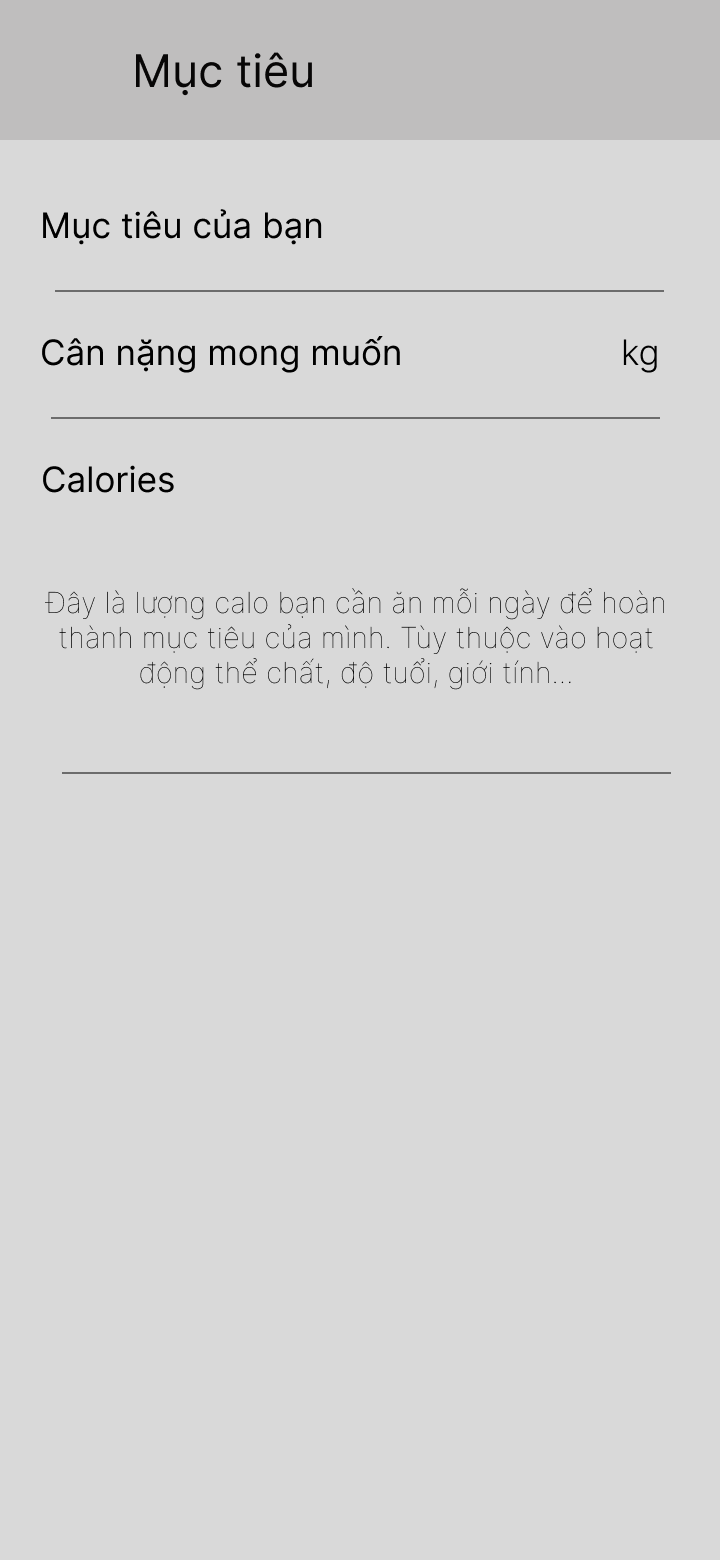 Mục tiêu
Mục tiêu của bạn
Cân nặng mong muốn kg
Calories
Đây là lượng calo bạn cần ăn mỗi ngày để hoàn
thành mục tiêu của mình. Tùy thuộc vào hoạt
động thể chất, độ tuổi, giới tính...